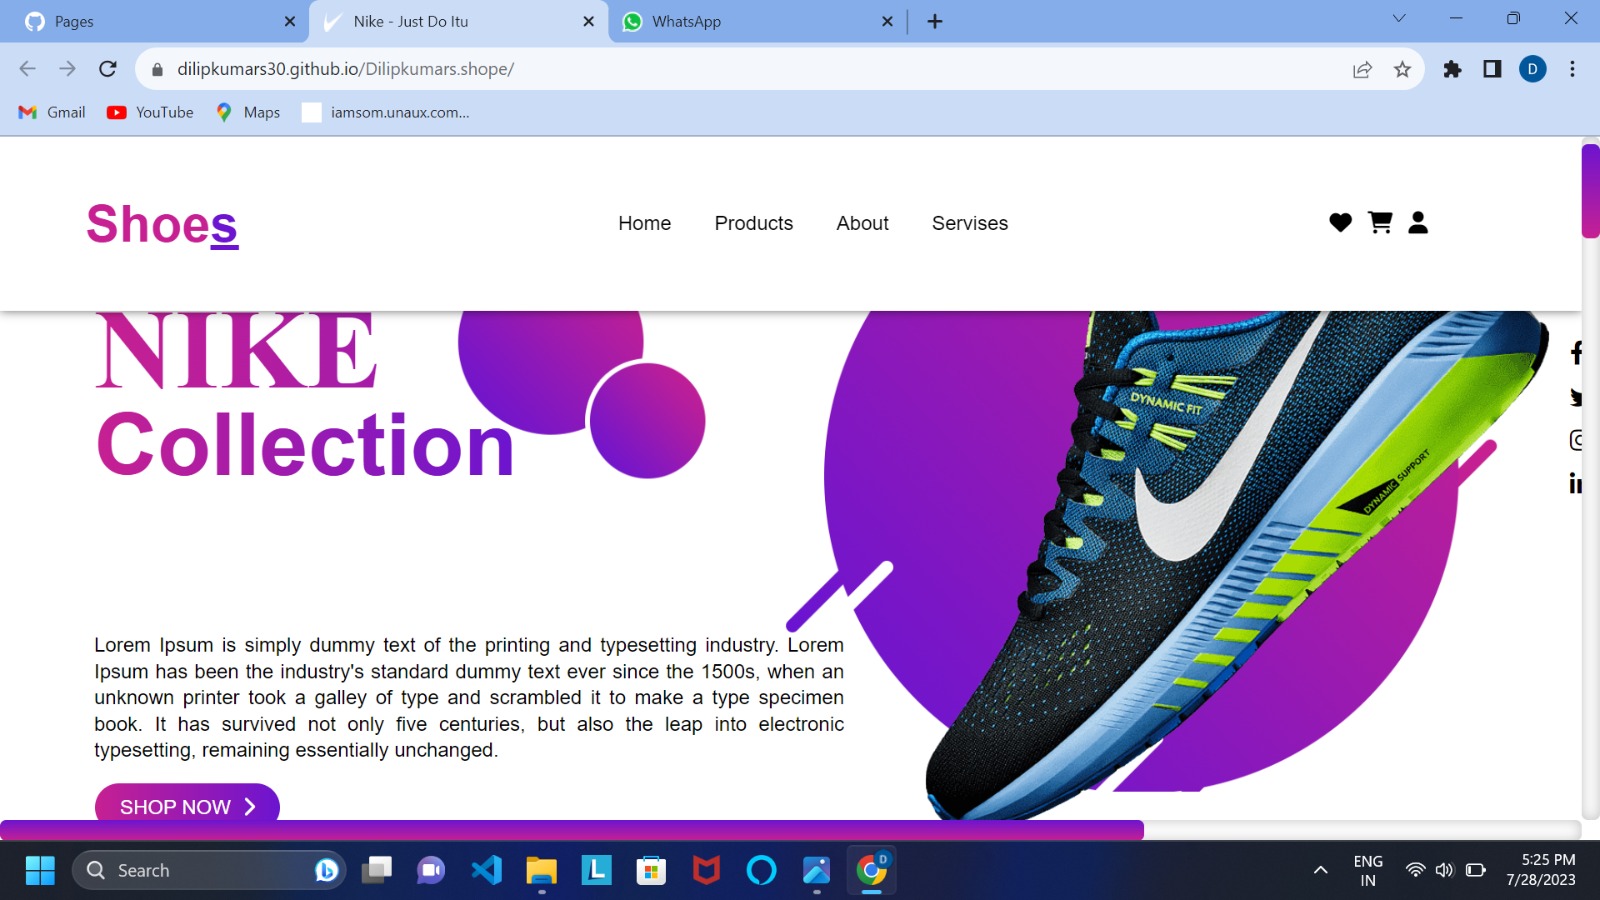 Pages
Nike - Just Do Itu
WhatsApp
dilipkumars30.github.io/Dilipkumars.shope/
D
Gmail
YouTube
Maps
iamsom.unaux.com...
Shoes
Home
Products
About
Servises
NIKE
Collection
DYNAMIC FIT
DYNAMIC SUPPORT
Lorem Ipsum is simply dummy text of the printing and typesetting industry. Lorem
Ipsum has been the industry's standard dummy text ever since the 1500s, when an
unknown printer took a galley of type and scrambled it to make a type specimen
book. It has survived not only five centuries, but also the leap into electronic
typesetting, remaining essentially unchanged.
SHOP NOW
Search
L
D
ENG
IN
5:25 PM
7/28/2023